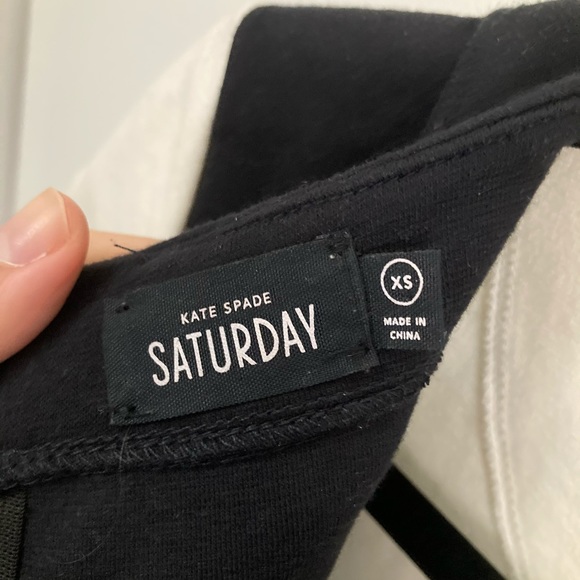 KATE SPADE
SATURDAY
XS
MADE IN
CHINA